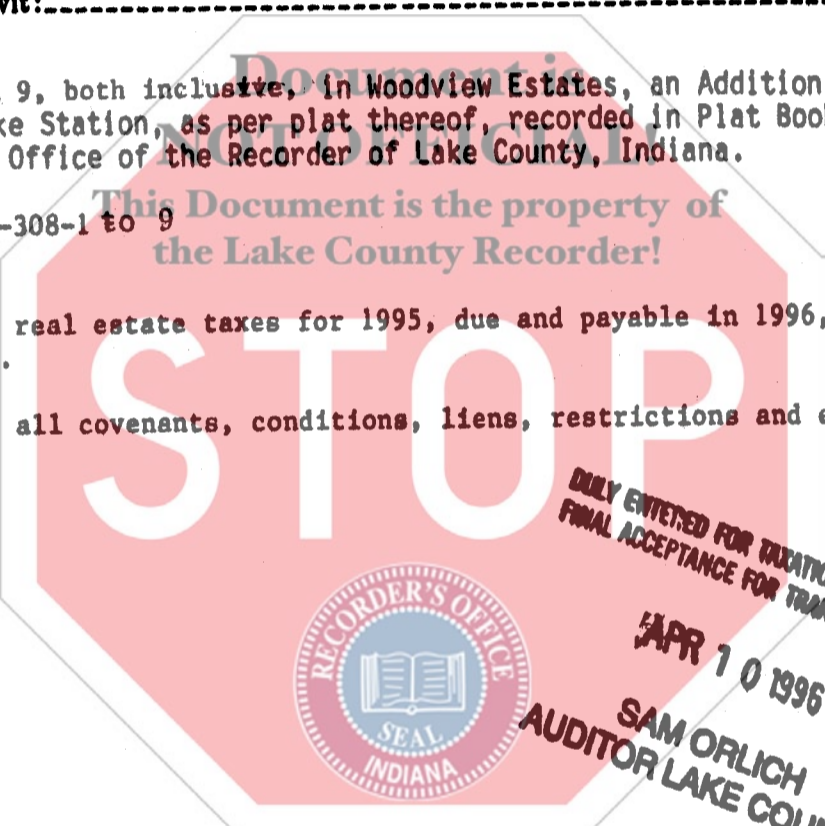 wit:
9, both inclusive, in Woodview Estates, an Addition
ke Station, as per plat thereof, recorded in Plat Boo
Office of the Recorder of Lake County, Indiana.
-308-1 to 9
real estate taxes for 1995, due and payable in 1996,
.
all covenants, conditions, liens, restrictions and e
Document is
NOT OFFICIAL!
This Document is the property of
the Lake County Recorder!
STOP
DULY ENTERED FOR TAXATIO
FINAL ACCEPTANCE FOR TRAN
APR 10 1996
SAM ORLICH
AUDITOR LAKE COUN
RECORDER'S OFFICE
SEAL
INDIANA